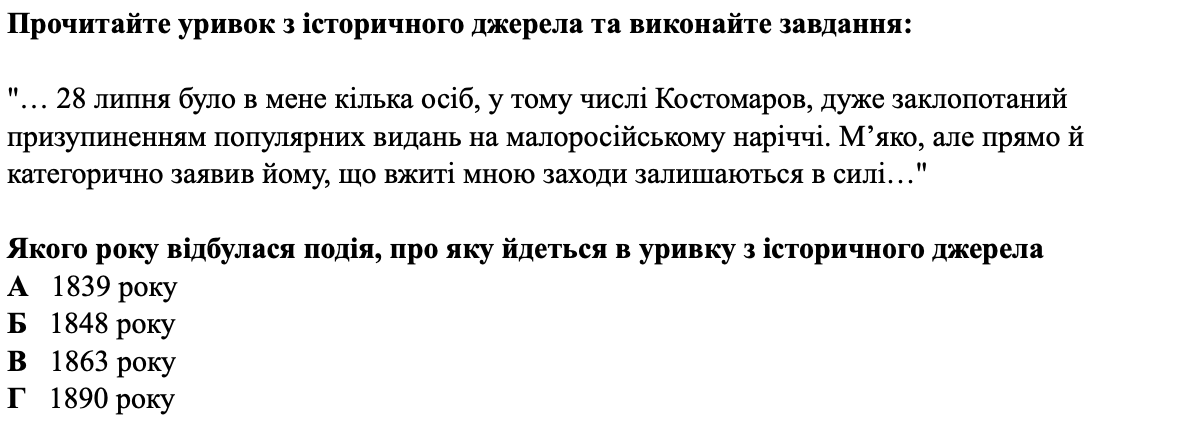 Прочитайте уривок з історичного джерела та виконайте завдання:
"… 28 липня було в мене кілька осіб, у тому числі Костомаров, дуже заклопотаний
призупиненням популярних видань на малоросійському наріччі. М’яко, але прямо й
категорично заявив йому, що вжиті мною заходи залишаються в силі…"
Якого року відбулася подія, про яку йдеться в уривку з історичного джерела
А 1839 року
Б 1848 року
В 1863 року
Г 1890 року